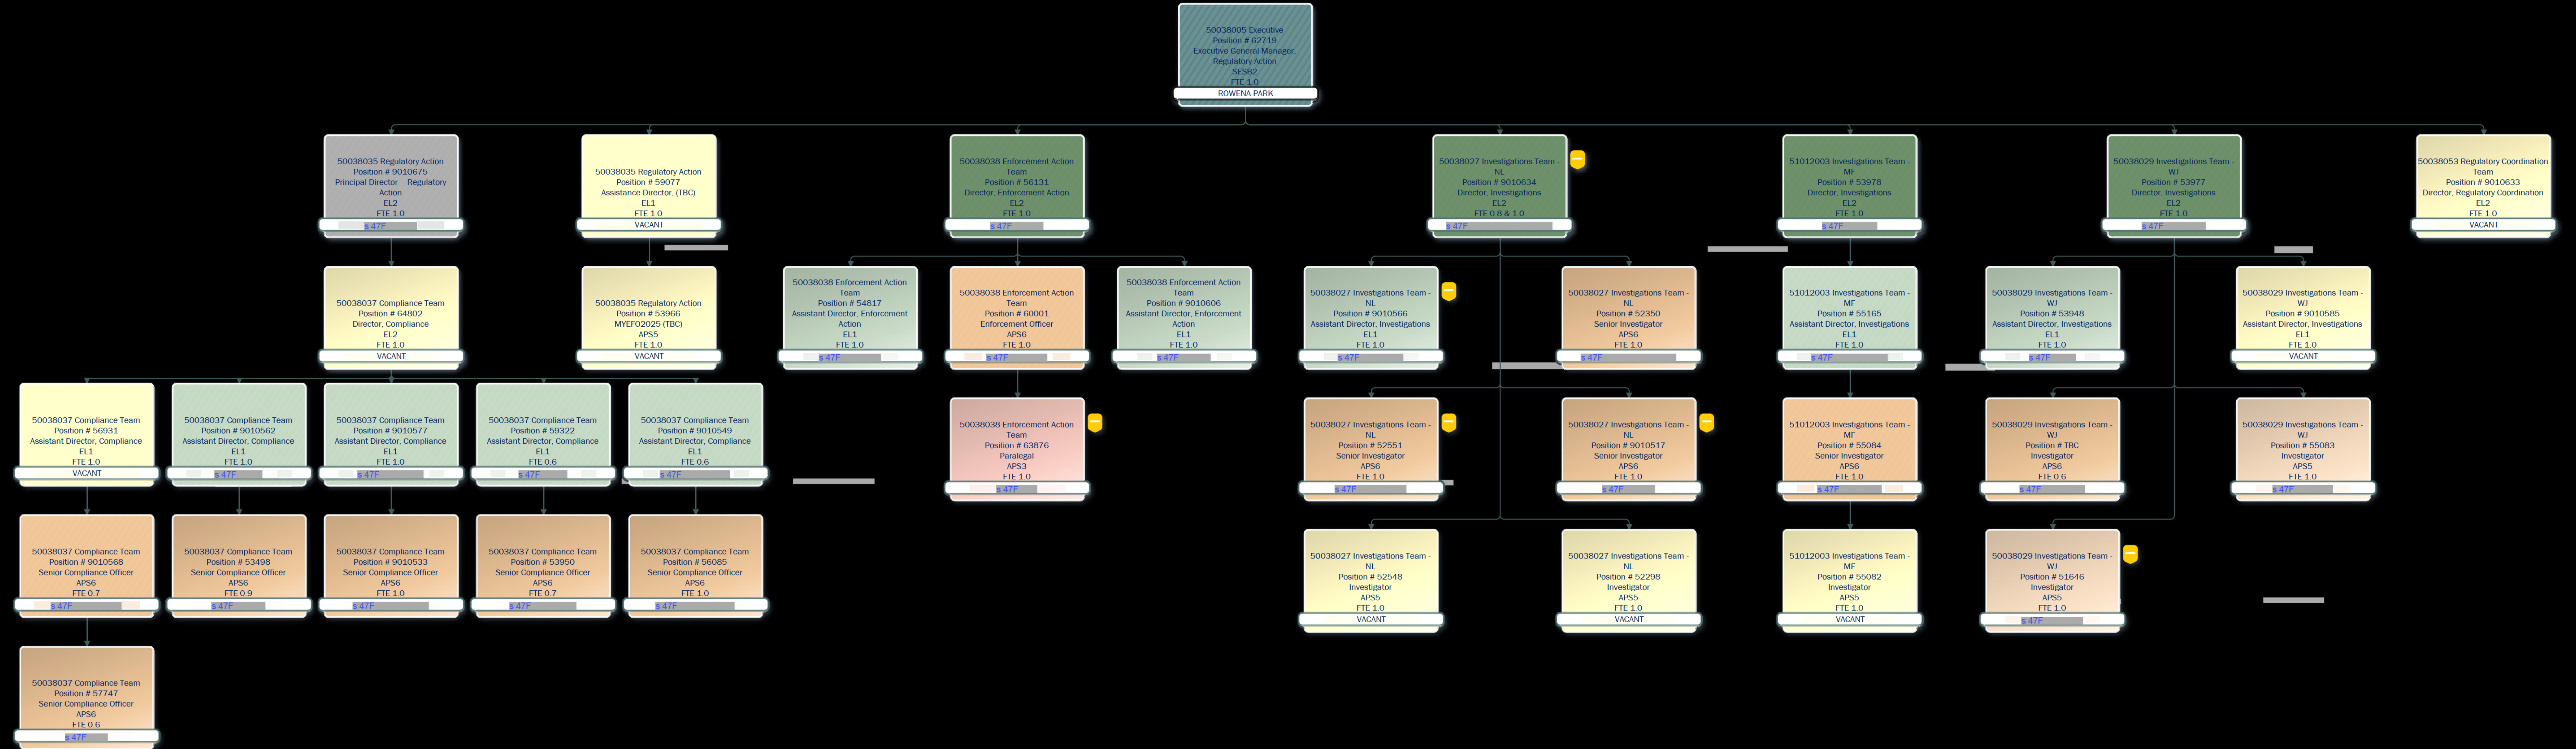 50038005 Executive
Position # 62719
Executive General Manager,
Regulatory Action
SESB2
FTE 1.0
ROWENA PARK
50038035 Regulatory Action
Position # 9010675
Principal Director – Regulatory
Action
EL2
FTE 1.0
s 47F
50038035 Regulatory Action
Position # 59077
Assistance Director, (TBC)
EL1
FTE 1.0
VACANT
50038038 Enforcement Action
Team
Position # 56131
Director, Enforcement Action
EL2
FTE 1.0
s 47F
50038027 Investigations Team -
NL
Position # 9010634
Director, Investigations
EL2
FTE 0.8 & 1.0
s 47F
51012003 Investigations Team -
MF
Position # 53978
Director, Investigations
EL2
FTE 1.0
s 47F
50038029 Investigations Team -
WJ
Position # 53977
Director, Investigations
EL2
FTE 1.0
s 47F
50038053 Regulatory Coordination
Team
Position # 9010633
Director, Regulatory Coordination
EL2
FTE 1.0
VACANT
50038037 Compliance Team
Position # 64802
Director, Compliance
EL2
FTE 1.0
VACANT
50038035 Regulatory Action
Position # 53966
MYEFO2025 (TBC)
APS5
FTE 1.0
VACANT
50038038 Enforcement Action
Team
Position # 54817
Assistant Director, Enforcement
Action
EL1
FTE 1.0
s 47F
50038038 Enforcement Action
Team
Position # 60001
Enforcement Officer
APS6
FTE 1.0
s 47F
50038038 Enforcement Action
Team
Position # 9010606
Assistant Director, Enforcement
Action
EL1
FTE 1.0
s 47F
50038027 Investigations Team -
NL
Position # 9010566
Assistant Director, Investigations
EL1
FTE 1.0
s 47F
50038027 Investigations Team -
NL
Position # 52350
Senior Investigator
APS6
FTE 1.0
s 47F
51012003 Investigations Team -
MF
Position # 55165
Assistant Director, Investigations
EL1
FTE 1.0
s 47F
50038029 Investigations Team -
WJ
Position # 53948
Assistant Director, Investigations
EL1
FTE 1.0
s 47F
50038029 Investigations Team -
WJ
Position # 9010585
Assistant Director, Investigations
EL1
FTE 1.0
VACANT
50038037 Compliance Team
Position # 56931
Assistant Director, Compliance
EL1
FTE 1.0
VACANT
50038037 Compliance Team
Position # 9010562
Assistant Director, Compliance
EL1
FTE 1.0
s 47F
50038037 Compliance Team
Position # 9010577
Assistant Director, Compliance
EL1
FTE 1.0
s 47F
50038037 Compliance Team
Position # 59322
Assistant Director, Compliance
EL1
FTE 0.6
s 47F
50038037 Compliance Team
Position # 9010549
Assistant Director, Compliance
EL1
FTE 0.6
s 47F
50038038 Enforcement Action
Team
Position # 63876
Paralegal
APS3
FTE 1.0
s 47F
50038027 Investigations Team -
NL
Position # 52551
Senior Investigator
APS6
FTE 1.0
s 47F
50038027 Investigations Team -
NL
Position # 9010517
Senior Investigator
APS6
FTE 1.0
s 47F
51012003 Investigations Team -
MF
Position # 55084
Senior Investigator
APS6
FTE 1.0
s 47F
50038029 Investigations Team -
WJ
Position # TBC
Investigator
APS6
FTE 0.6
s 47F
50038029 Investigations Team -
WJ
Position # 55083
Investigator
APS5
FTE 1.0
s 47F
50038037 Compliance Team
Position # 9010568
Senior Compliance Officer
APS6
FTE 0.7
s 47F
50038037 Compliance Team
Position # 53498
Senior Compliance Officer
APS6
FTE 0.9
s 47F
50038037 Compliance Team
Position # 9010533
Senior Compliance Officer
APS6
FTE 1.0
s 47F
50038037 Compliance Team
Position # 53950
Senior Compliance Officer
APS6
FTE 0.7
s 47F
50038037 Compliance Team
Position # 56085
Senior Compliance Officer
APS6
FTE 1.0
s 47F
50038027 Investigations Team -
NL
Position # 52548
Investigator
APS5
FTE 1.0
VACANT
50038027 Investigations Team -
NL
Position # 52298
Investigator
APS5
FTE 1.0
VACANT
51012003 Investigations Team -
MF
Position # 55082
Investigator
APS5
FTE 1.0
VACANT
50038029 Investigations Team -
WJ
Position # 51646
Investigator
APS5
FTE 1.0
s 47F
50038037 Compliance Team
Position # 57747
Senior Compliance Officer
APS6
FTE 0.6
s 47F